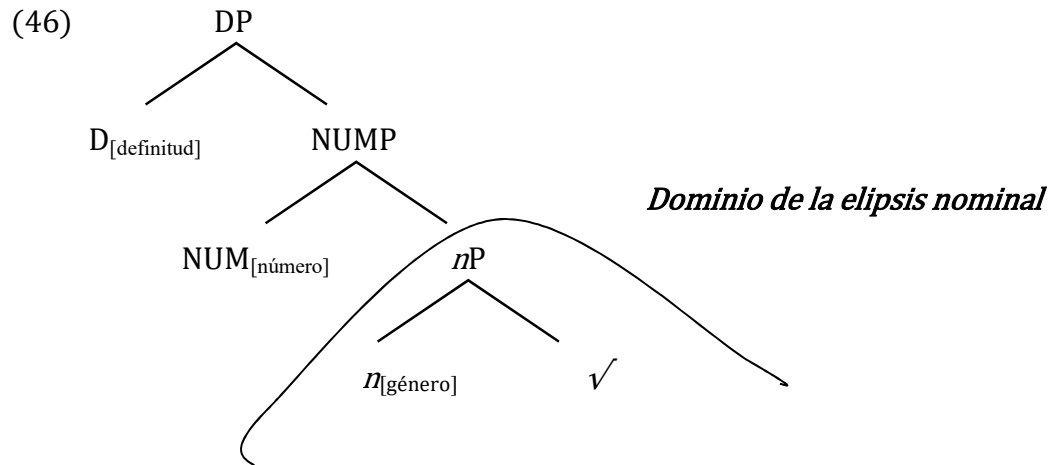 (46) DP
D[definitud] NUMP
Dominio de la elipsis nominal
NUM[número] nP
n[género] √